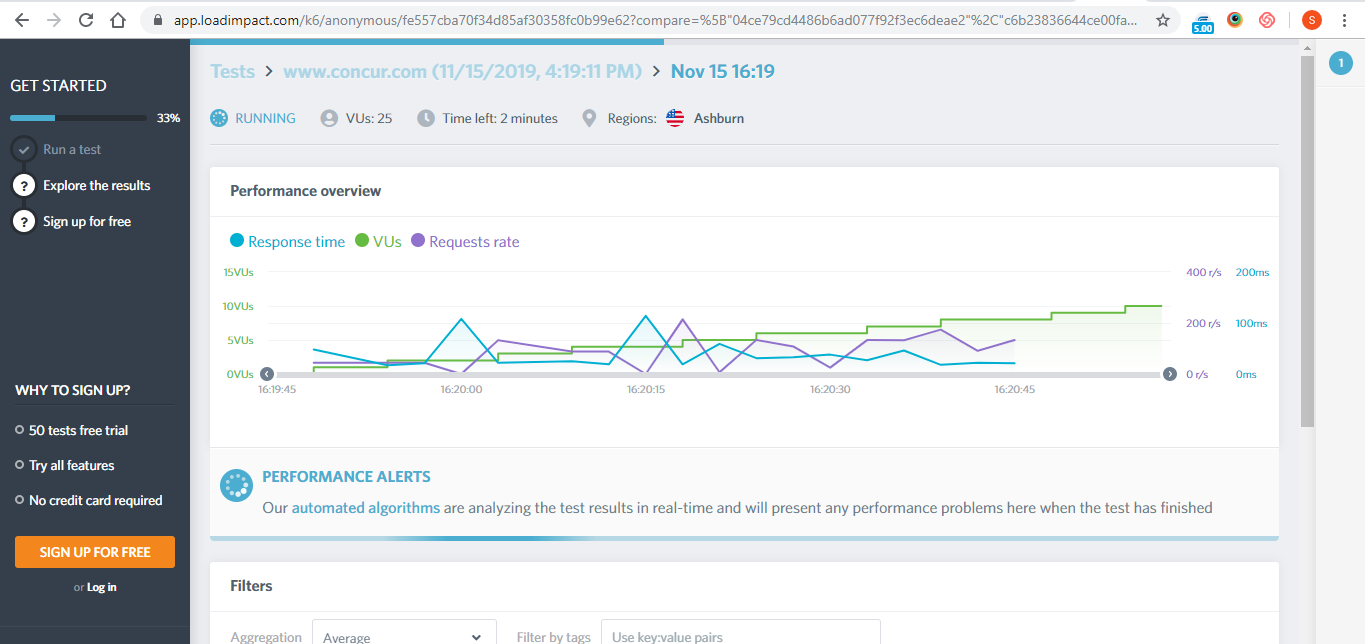 app.loadimpact.com/k6/anonymous/fe557cba70f34d85af30358fc0b99e62?compare=%5B"04ce79cd4486b6ad077f92f3ec6deae2"%2C"c6b23836644ce00fa...
5.00
S
GET STARTED
33%
Run a test
? Explore the results
? Sign up for free
WHY TO SIGN UP?
50 tests free trial
Try all features
No credit card required
SIGN UP FOR FREE
or Log in
Tests > www.concur.com (11/15/2019, 4:19:11 PM) > Nov 15 16:19
RUNNING VUs: 25 Time left: 2 minutes Regions: Ashburn
Performance overview
Response time VUs Requests rate
15VUs 400 r/s 200ms
10VUs
200 r/s 100ms
5VUs
0VUs 0 r/s 0ms
16:19:45 16:20:00 16:20:15 16:20:30 16:20:45
PERFORMANCE ALERTS
Our automated algorithms are analyzing the test results in real-time and will present any performance problems here when the test has finished
Filters
Aggregation Average Filter by tags Use key:value pairs
1